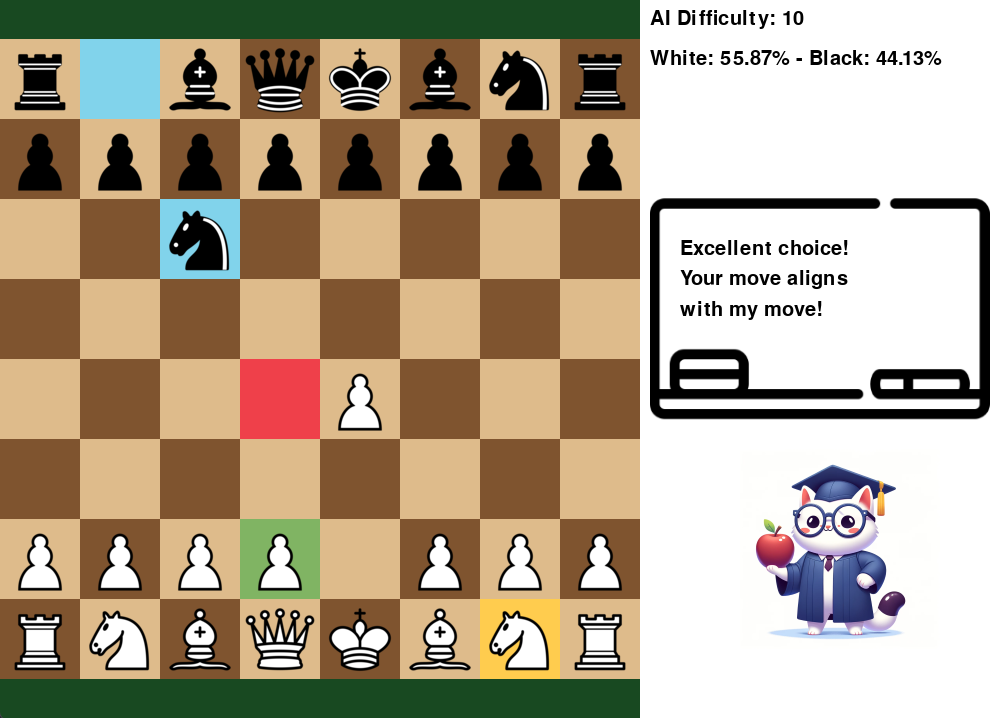 AI Difficulty: 10
White: 55.87% - Black: 44.13%
Excellent choice!
Your move aligns
with my move!